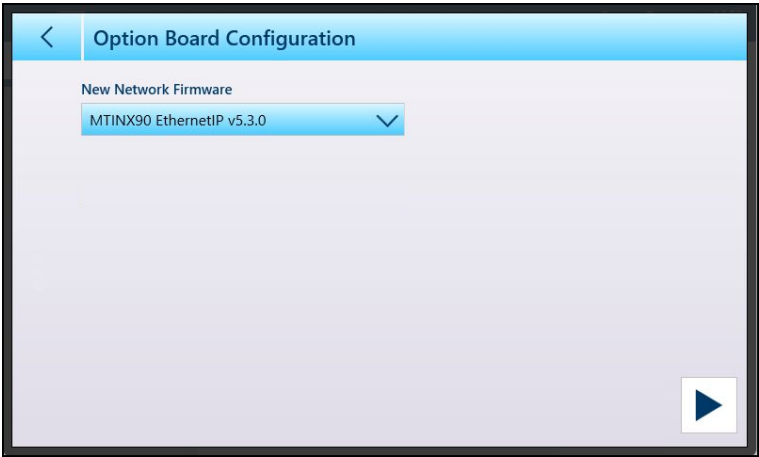 Option Board Configuration
New Network Firmware
MTINX90 EthernetIP v5.3.0